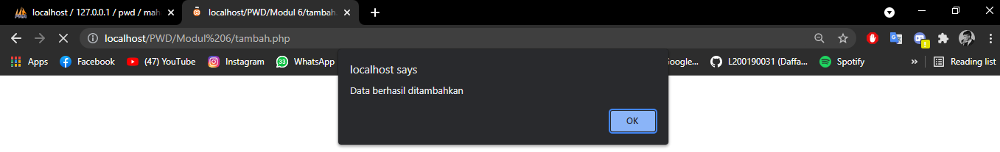 localhost / 127.0.0.1 / pwd / mah
localhost/PWD/Modul 6/tambah.
localhost/PWD/Modul%206/tambah.php
Apps
Facebook
(47) YouTube
Instagram
33
WhatsApp
Google...
L200190031 (Daffa...
Spotify
»
Reading list
localhost says
Data berhasil ditambahkan
OK